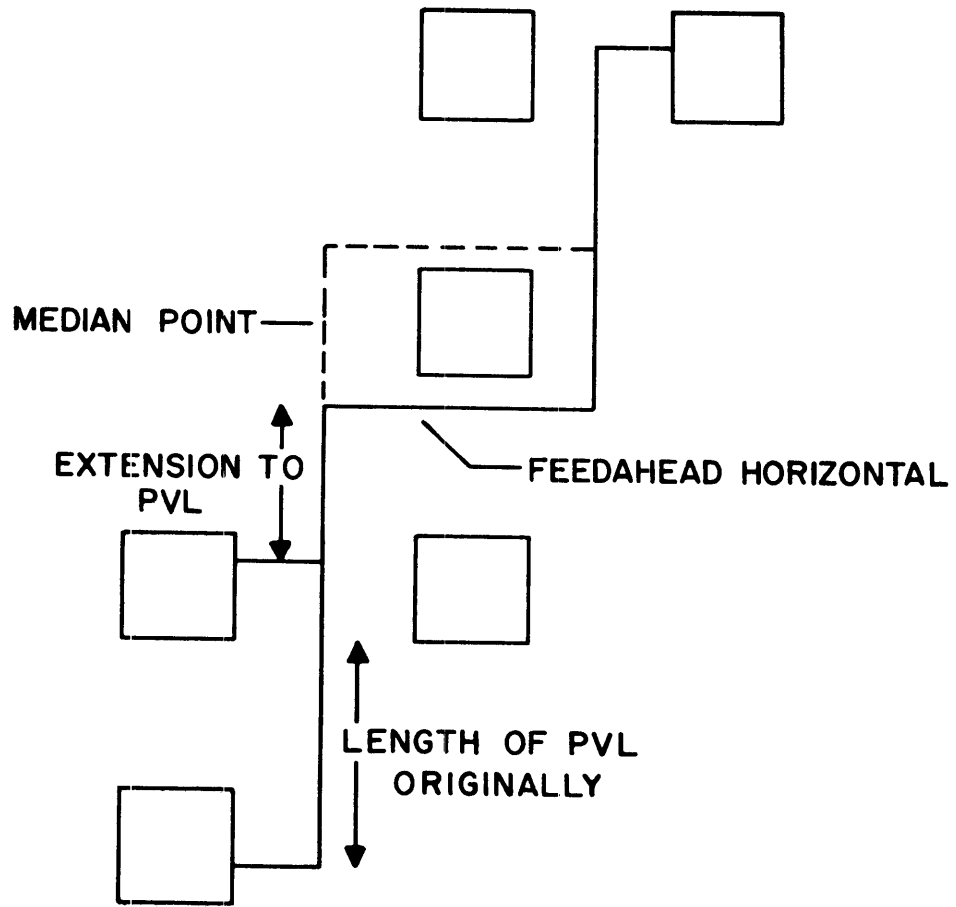 MEDIAN POINT
EXTENSION TO
PVL
FEEDAHEAD HORIZONTAL
LENGTH OF PVL
ORIGINALLY